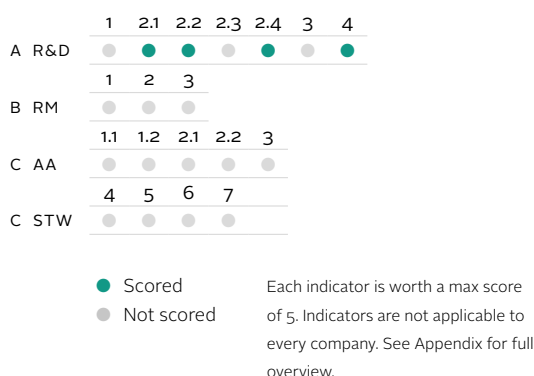 1 2.1 2.2 2.3 2.4 3 4
A R&D
1 2 3
B RM
1.1 1.2 2.1 2.2 3
C AA
4 5 6 7
C STW
Scored
Not scored
Each indicator is worth a max score
of 5. Indicators are not applicable to
every company. See Appendix for full
overview.